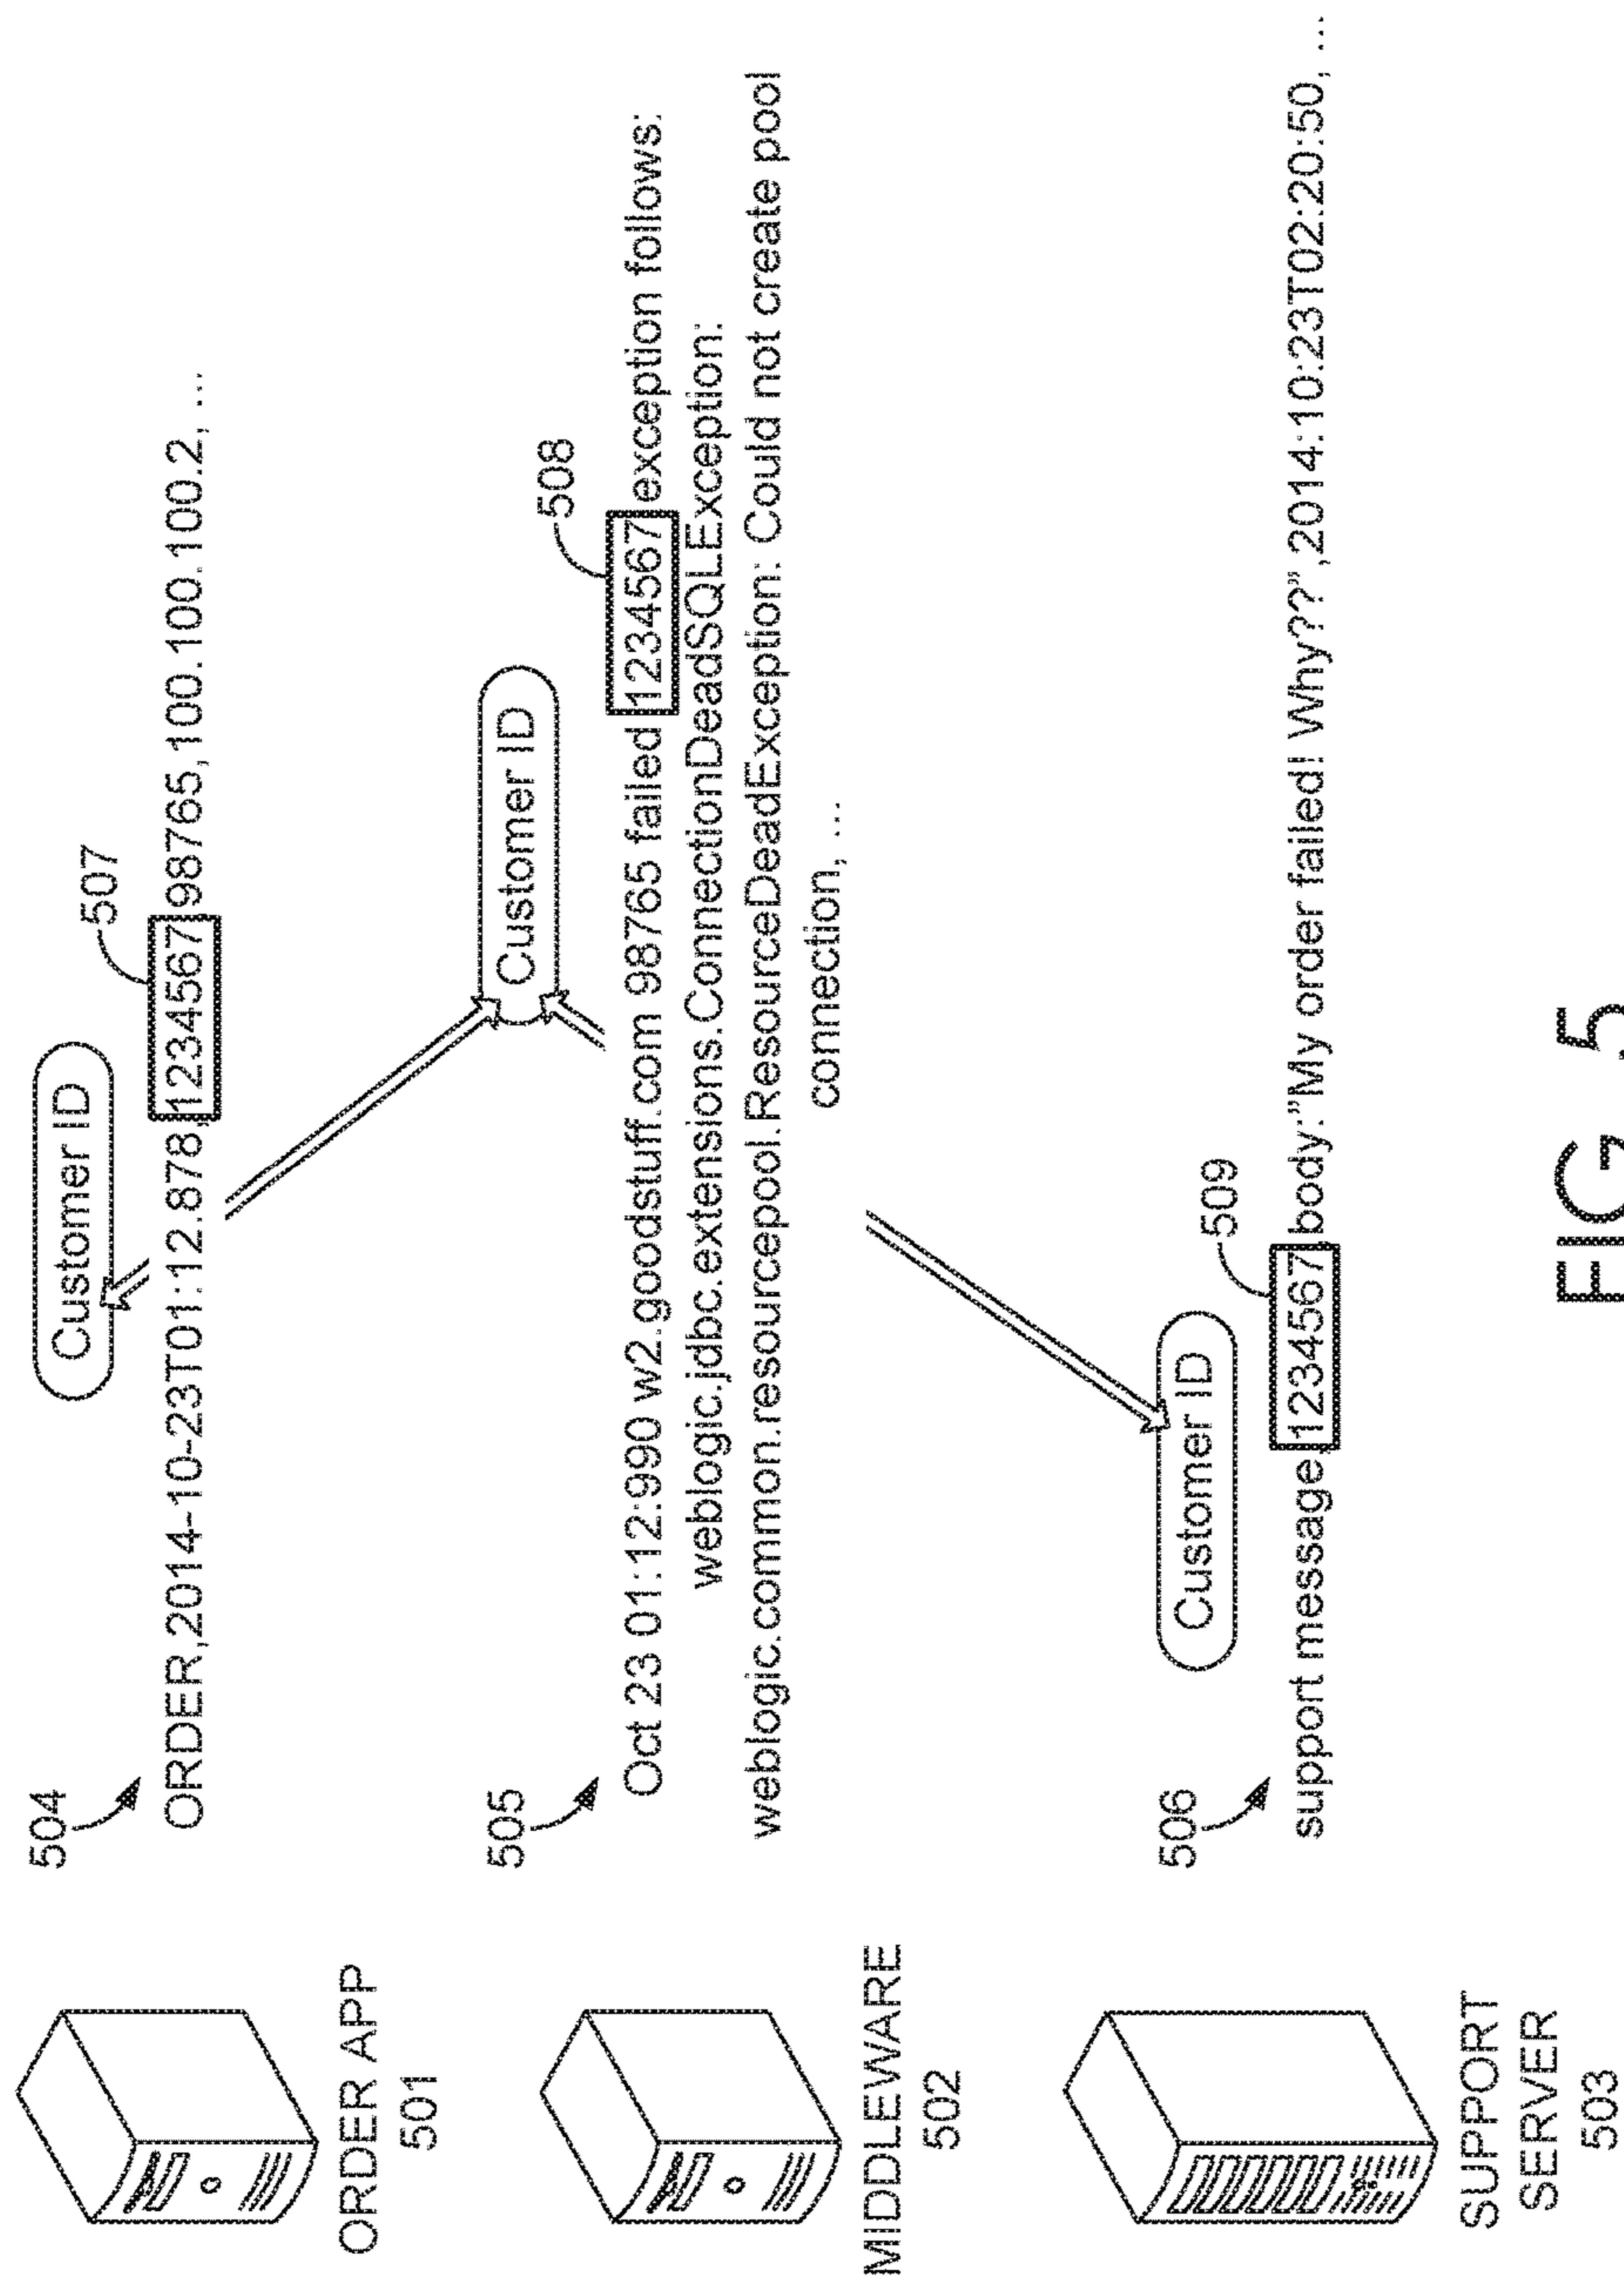 504
Customer ID
507
ORDER,2014-10-23T01:12:12.878,1234567,98765,100.100.100.2, ...
ORDER APP
501
505
Customer ID
508
Oct 23 01:12:12:990 w2.goodstuff.com 98765 failed 1234567 exception follows:
weblogic.jdbc.extensions.ConnectionDeadSQLException:
weblogic.common.resourcepool.ResourceDeadException: Could not create pool
connection, ...
MIDDLEWARE
502
506
Customer ID
509
support message,1234567,body:"My order failed! Why??",2014:10:23T02:20:50, ...
SUPPORT
SERVER
503
FIG. 5